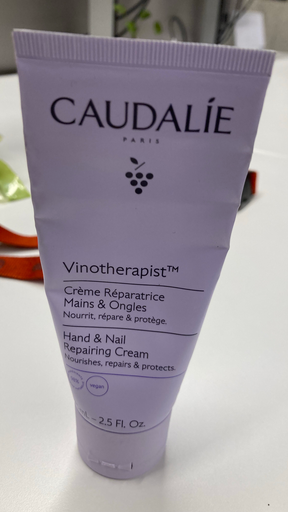 CAUDALÍE
PARIS
Vinotherapist™
Crème Réparatrice
Mains & Ongles
Nourrit, répare & protège.
Hand & Nail
Repairing Cream
Nourishes, repairs & protects.
vegan
– 2.5 Fl. Oz.